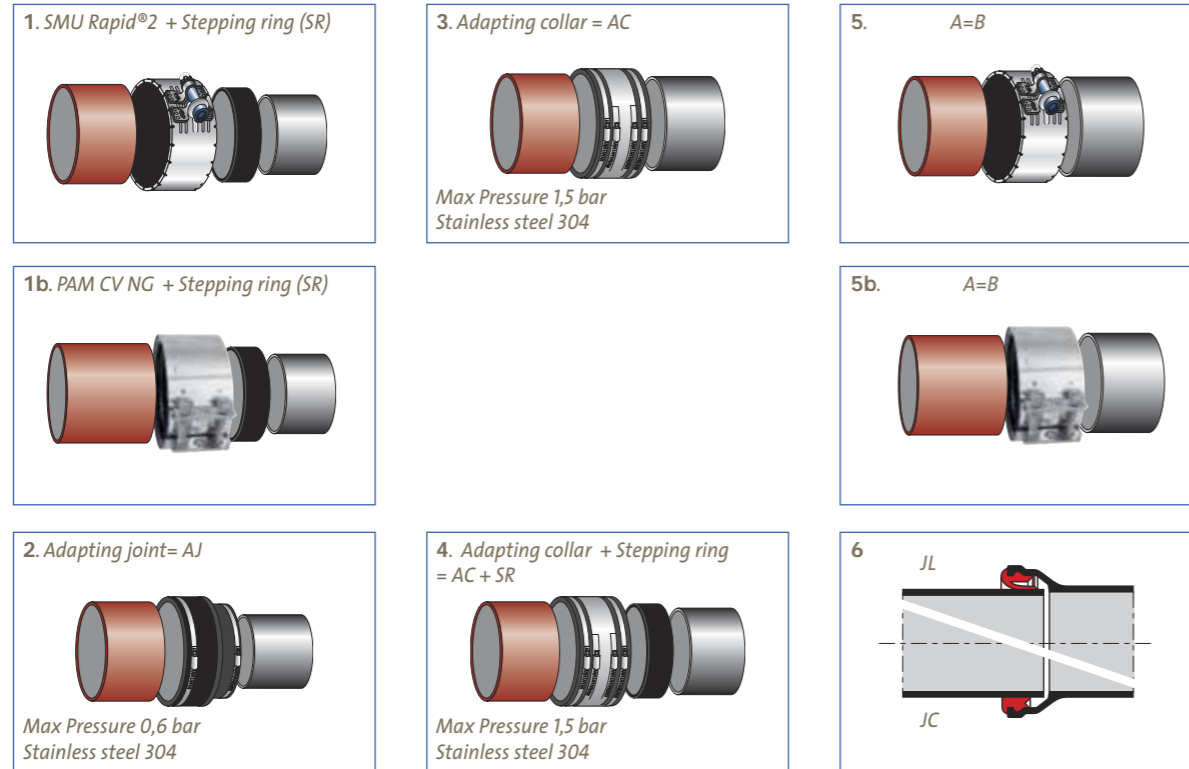 1. SMU Rapid®2 + Stepping ring (SR)
3. Adapting collar = AC
Max Pressure 1,5 bar
Stainless steel 304
5. A=B
1b. PAM CV NG + Stepping ring (SR)
5b. A=B
2. Adapting joint= AJ
Max Pressure 0,6 bar
Stainless steel 304
4. Adapting collar + Stepping ring
= AC + SR
Max Pressure 1,5 bar
Stainless steel 304
6
JL
JC